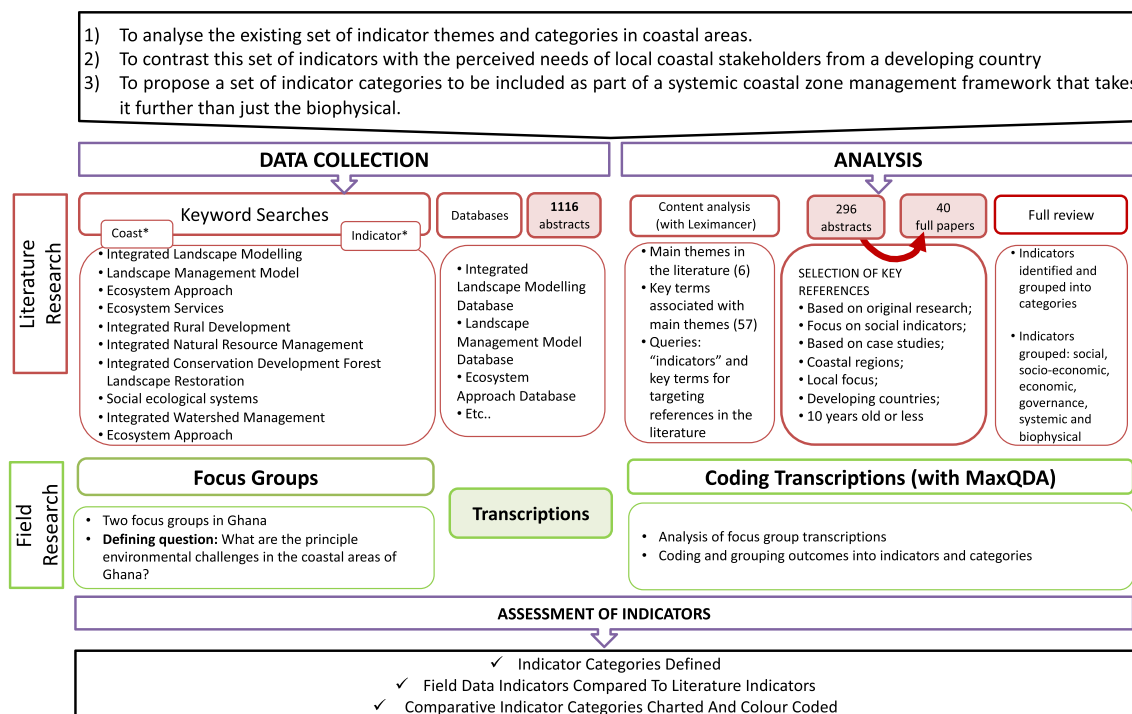 1) To analyse the existing set of indicator themes and categories in coastal areas.
2) To contrast this set of indicators with the perceived needs of local coastal stakeholders from a developing country
3) To propose a set of indicator categories to be included as part of a systemic coastal zone management framework that takes
it further than just the biophysical.
DATA COLLECTION
ANALYSIS
Literature
Research
Keyword Searches
Coast*
Indicator*
• Integrated Landscape Modelling
• Landscape Management Model
• Ecosystem Approach
• Ecosystem Services
• Integrated Rural Development
• Integrated Natural Resource Management
• Integrated Conservation Development Forest
Landscape Restoration
• Social ecological systems
• Integrated Watershed Management
• Ecosystem Approach
Databases
1116
abstracts
• Integrated
Landscape Modelling
Database
• Landscape
Management Model
Database
• Ecosystem
Approach Database
• Etc..
Content analysis
(with Leximancer)
• Main themes in
the literature (6)
• Key terms
associated with
main themes (57)
• Queries:
“indicators” and
key terms for
targeting
references in the
literature
296
abstracts
40
full papers
SELECTION OF KEY
REFERENCES
• Based on original research;
• Focus on social indicators;
• Based on case studies;
• Coastal regions;
• Local focus;
• Developing countries;
• 10 years old or less
Full review
• Indicators
identified and
grouped into
categories
• Indicators
grouped: social,
socio-economic,
economic,
governance,
systemic and
biophysical
Field
Research
Focus Groups
• Two focus groups in Ghana
• Defining question: What are the principle
environmental challenges in the coastal areas of
Ghana?
Transcriptions
Coding Transcriptions (with MaxQDA)
• Analysis of focus group transcriptions
• Coding and grouping outcomes into indicators and categories
ASSESSMENT OF INDICATORS
✓ Indicator Categories Defined
✓ Field Data Indicators Compared To Literature Indicators
✓ Comparative Indicator Categories Charted And Colour Coded